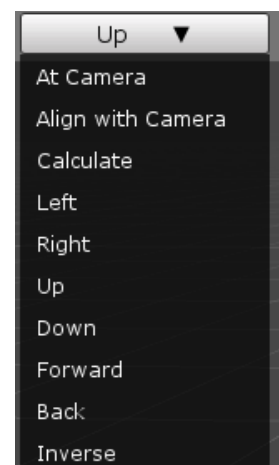 Up ▼
At Camera
Align with Camera
Calculate
Left
Right
Up
Down
Forward
Back
Inverse